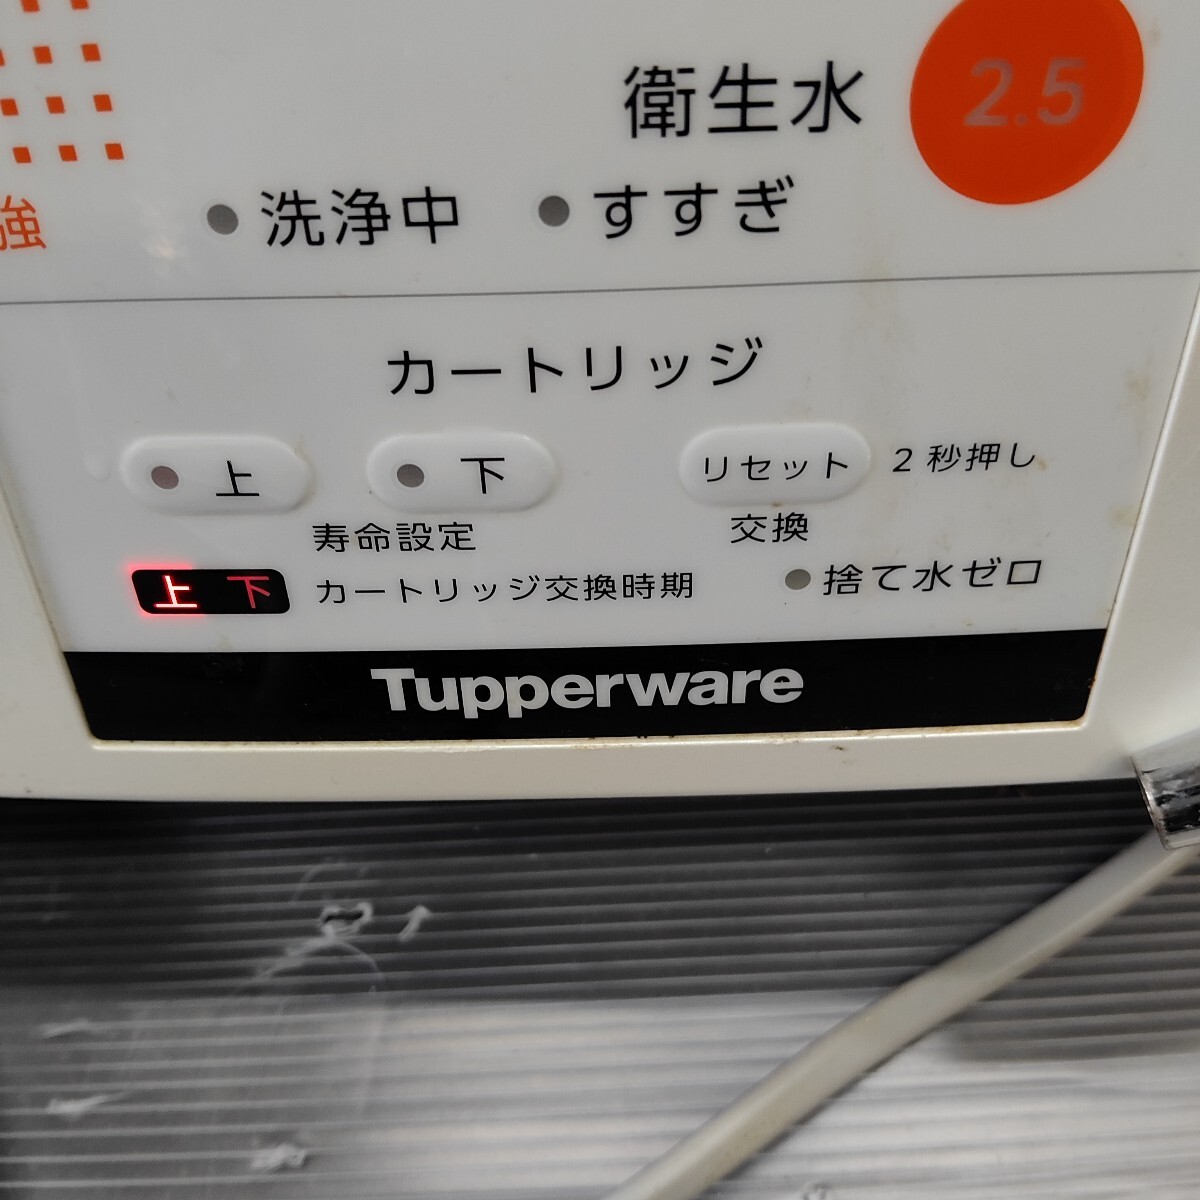 衛生水 2.5
強
洗浄中 すすぎ
カートリッジ
上 下 リセット 2秒押し
寿命設定 交換
上 下 カートリッジ交換時期 捨て水ゼロ
Tupperware